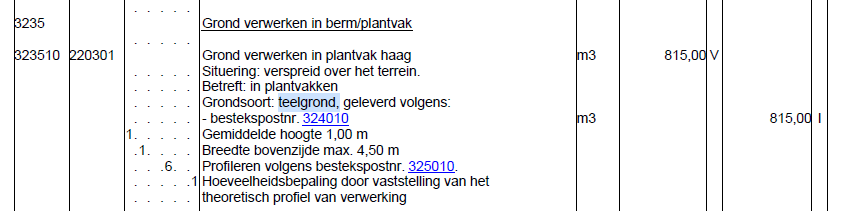 . . . . .
3235 Grond verwerken in berm/plantvak
. . . . .
323510 220301 Grond verwerken in plantvak haag m3 815,00 V
. . . . . Situering: verspreid over het terrein.
. . . . . Betreft: in plantvakken
. . . . . Grondsoort: teelgrond, geleverd volgens:
. . . . . - bestekspostnr. 324010 m3 815,00 I
1. . . . . Gemiddelde hoogte 1,00 m
.1. . . . Breedte bovenzijde max. 4,50 m
. . .6. . Profileren volgens bestekspostnr. 325010.
. . . . .1 Hoeveelheidsbepaling door vaststelling van het
theoretisch profiel van verwerking